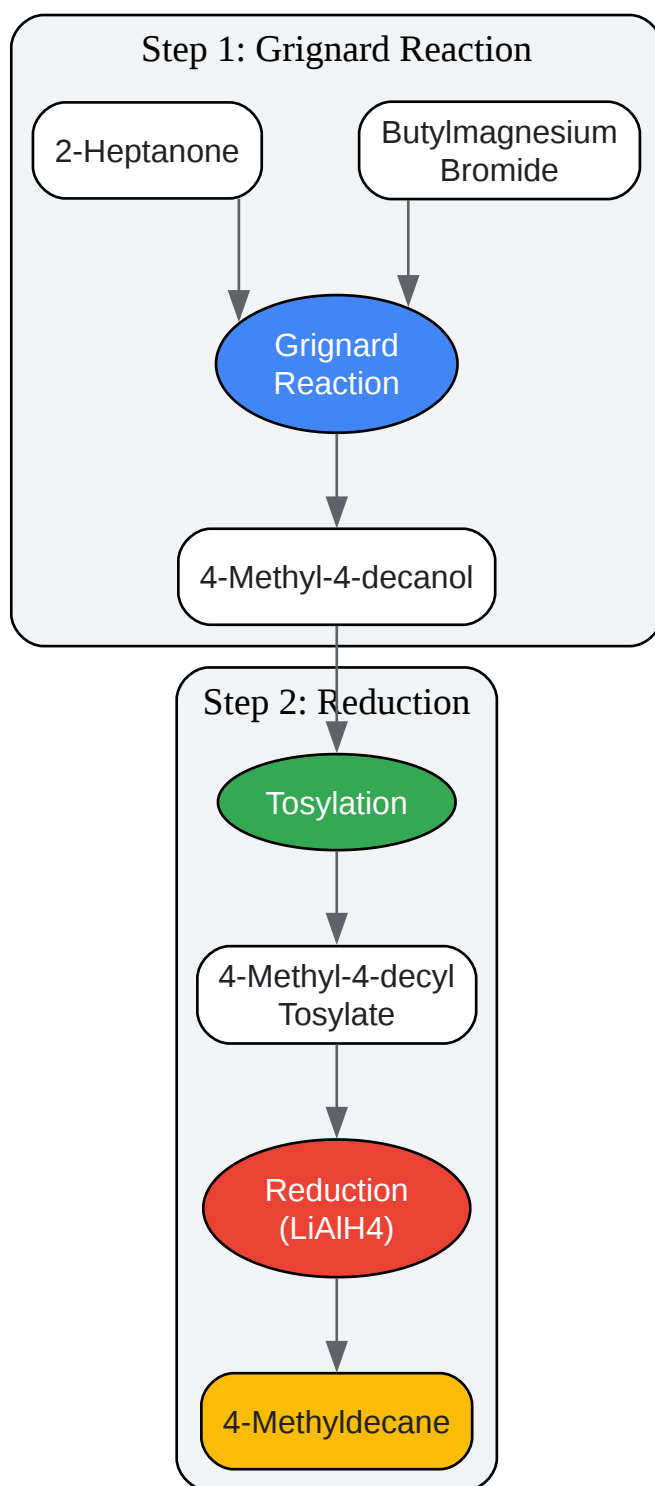 Step 1: Grignard Reaction
2-Heptanone
Butylmagnesium
Bromide
Grignard
Reaction
4-Methyl-4-decanol
Step 2: Reduction
Tosylation
4-Methyl-4-decyl
Tosylate
Reduction
(LiAlH4)
4-Methyldecane